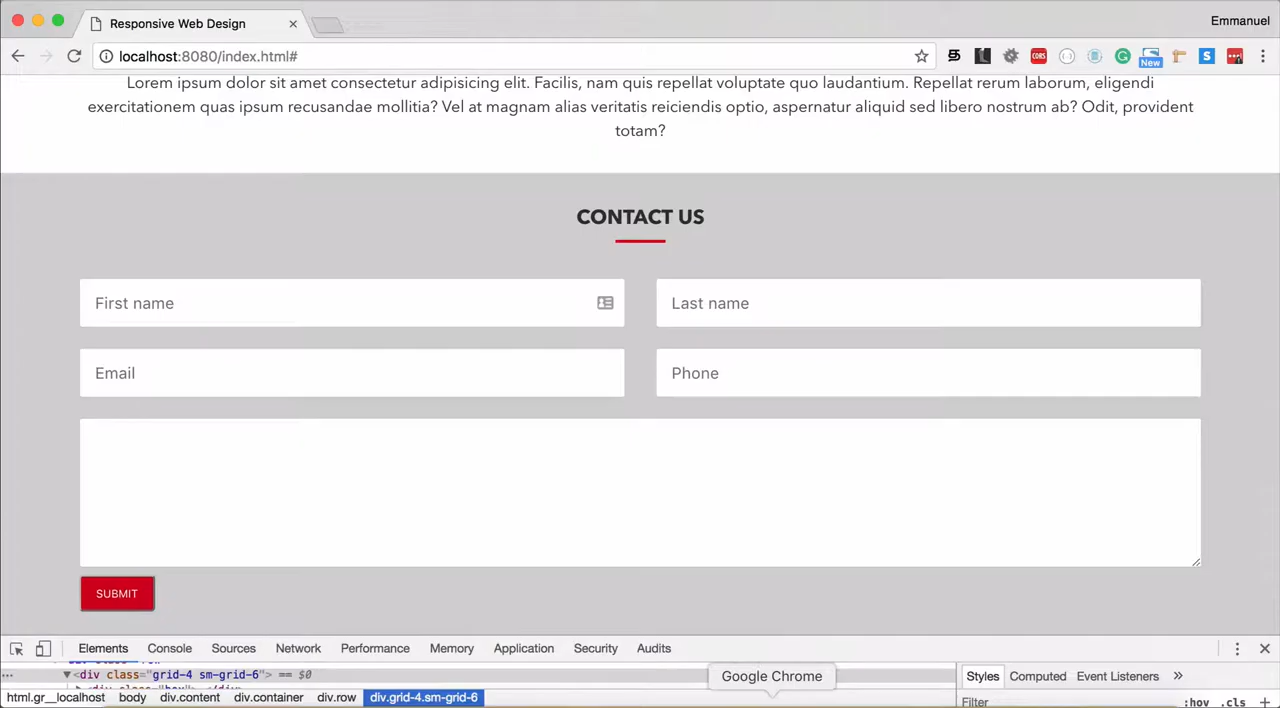 Responsive Web Design
Emmanuel
localhost:8080/index.html#
CORS
New
S
Lorem ipsum dolor sit amet consectetur adipisicing elit. Facilis, nam quis repellat voluptate quo laudantium. Repellat rerum laborum, eligendi
exercitationem quas ipsum recusandae mollitia? Vel at magnam alias veritatis reiciendis optio, aspernatur aliquid sed libero nostrum ab? Odit, provident
totam?
CONTACT US
First name
Last name
Email
Phone
SUBMIT
Elements Console Sources Network Performance Memory Application Security Audits
▼<div class="grid-4 sm-grid-6"> == $0
Google Chrome
Styles Computed Event Listeners »
html.gr__localhost body div.content div.container div.row div.grid-4.sm-grid-6
Filter :hov .cls +